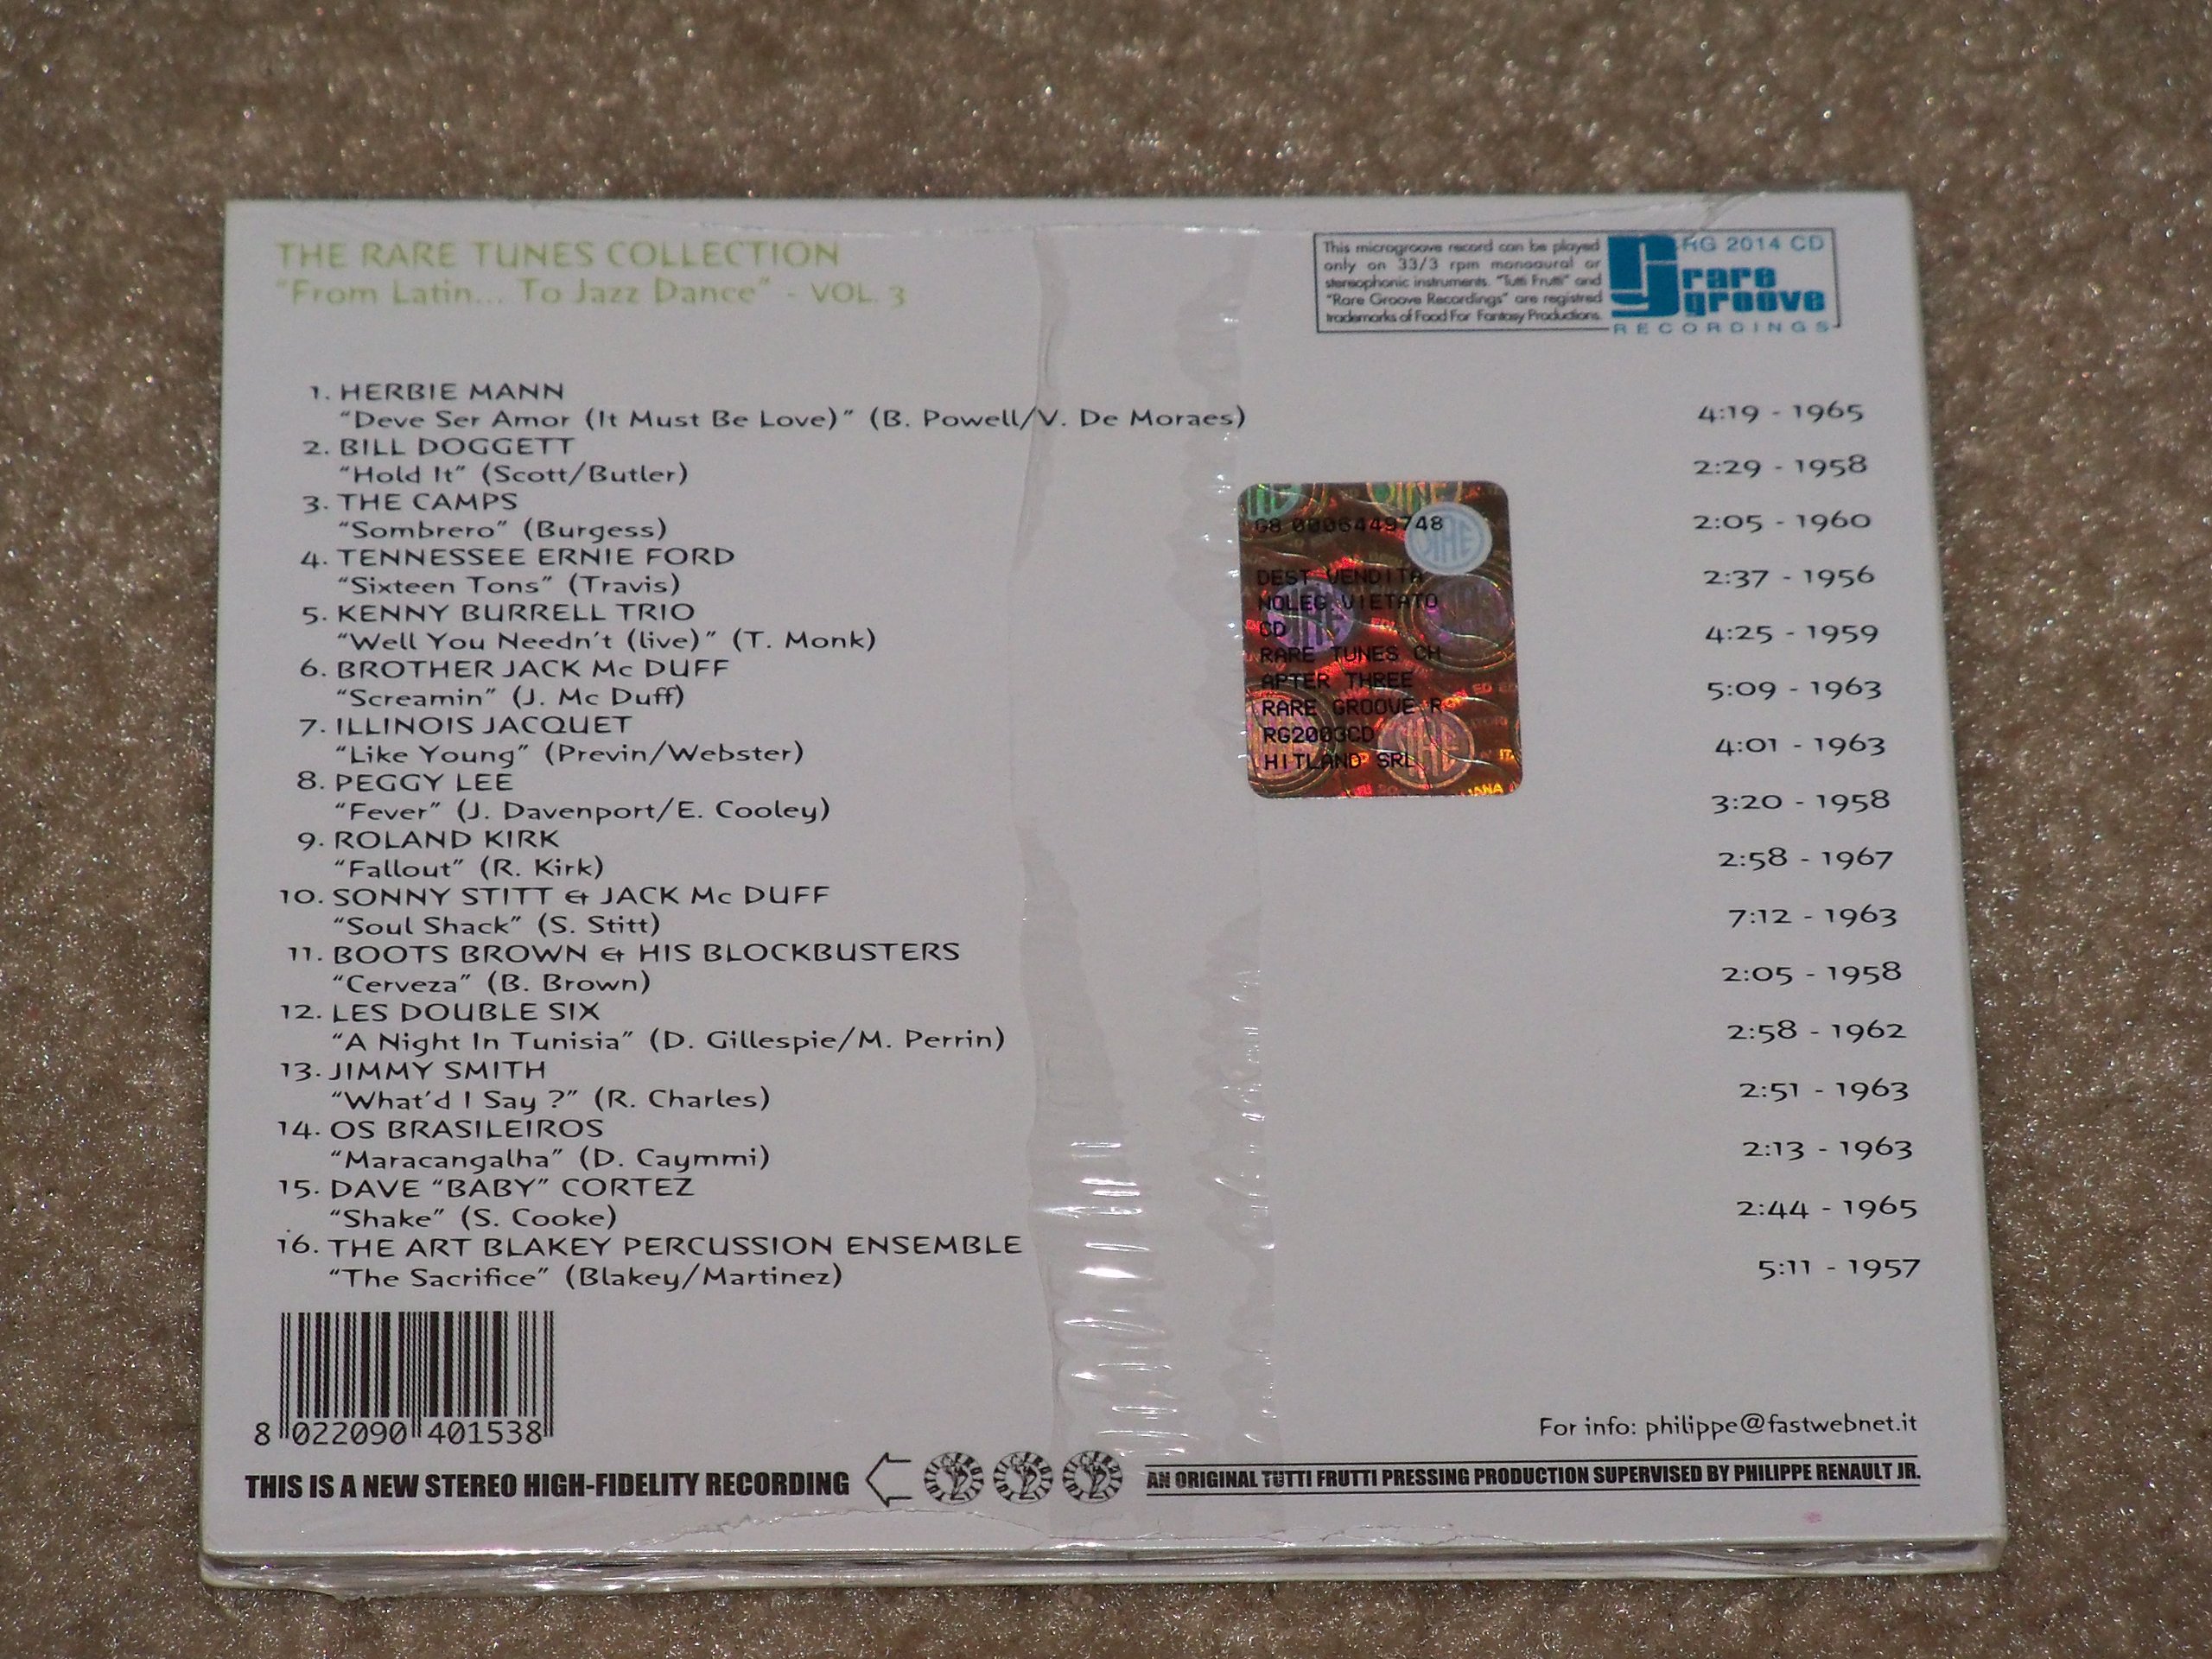 THE RARE TUNES COLLECTION
"From Latin... To Jazz Dance" - VOL. 3
This microgroove record can be played
only on 33/3 rpm monoaural or
stereophonic instruments. "Tutti Frutti" and
"Rare Groove Recordings" are registred
trademarks of Food For Fantasy Productions.
RG 2014 CD
rare
groove
RECORDINGS
1. HERBIE MANN
"Deve Ser Amor (It Must Be Love)" (B. Powell/V. De Moraes) 4:19 - 1965
2. BILL DOGGETT
"Hold It" (Scott/Butler) 2:29 - 1958
3. THE CAMPS
"Sombrero" (Burgess) 2:05 - 1960
4. TENNESSEE ERNIE FORD
"Sixteen Tons" (Travis) 2:37 - 1956
5. KENNY BURRELL TRIO
"Well You Needn't (live)" (T. Monk) 4:25 - 1959
6. BROTHER JACK Mc DUFF
"Screamin" (J. Mc Duff) 5:09 - 1963
7. ILLINOIS JACQUET
"Like Young" (Previn/Webster) 4:01 - 1963
8. PEGGY LEE
"Fever" (J. Davenport/E. Cooley) 3:20 - 1958
9. ROLAND KIRK
"Fallout" (R. Kirk) 2:58 - 1967
10. SONNY STITT & JACK Mc DUFF
"Soul Shack" (S. Stitt) 7:12 - 1963
11. BOOTS BROWN & HIS BLOCKBUSTERS
"Cerveza" (B. Brown) 2:05 - 1958
12. LES DOUBLE SIX
"A Night In Tunisia" (D. Gillespie/M. Perrin) 2:58 - 1962
13. JIMMY SMITH
"What'd I Say ?" (R. Charles) 2:51 - 1963
14. OS BRASILEIROS
"Maracangalha" (D. Caymmi) 2:13 - 1963
15. DAVE "BABY" CORTEZ
"Shake" (S. Cooke) 2:44 - 1965
16. THE ART BLAKEY PERCUSSION ENSEMBLE
"The Sacrifice" (Blakey/Martinez) 5:11 - 1957
G8 0006449748
SIAE
DEST VENDITA
NOLEG VIETATO
CD
RARE TUNES CH
APTER THREE
RARE GROOVE R
RG2003CD
HITLAND SRL
8 022090 401538
For info: philippe@fastwebnet.it
THIS IS A NEW STEREO HIGH-FIDELITY RECORDING
AN ORIGINAL TUTTI FRUTTI PRESSING PRODUCTION SUPERVISED BY PHILIPPE RENAULT JR.